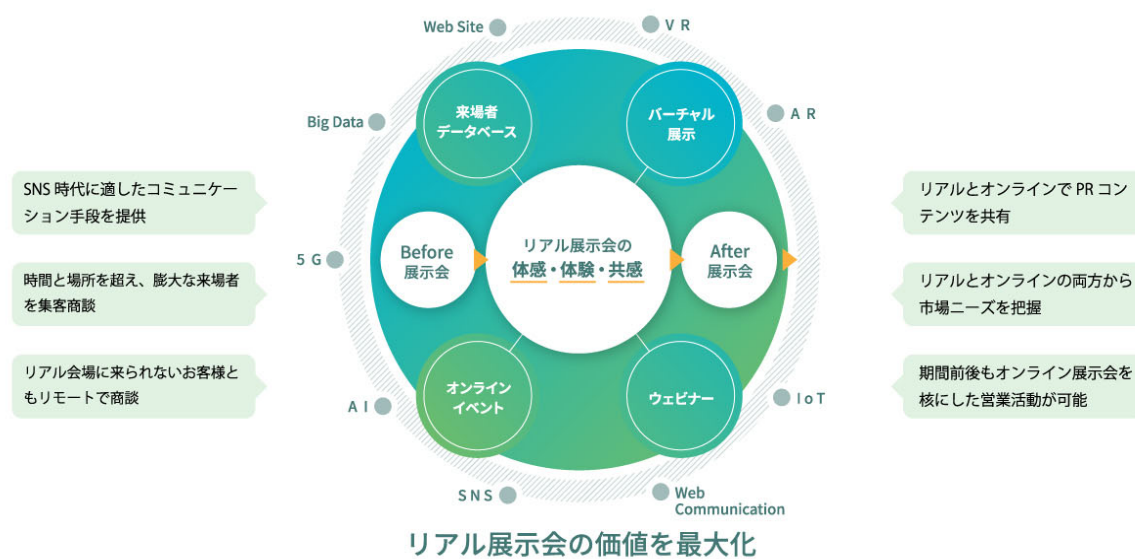 Web Site
V R
Big Data
A R
来場者
データベース
バーチャル
展示
SNS 時代に適したコミュニケー
ション手段を提供
時間と場所を超え、膨大な来場者
を集客商談
リアル会場に来られないお客様と
もリモートで商談
5 G
Before
展示会
リアル展示会の
体感・体験・共感
After
展示会
リアルとオンラインで PR コン
テンツを共有
リアルとオンラインの両方から
市場ニーズを把握
期間前後もオンライン展示会を
核にした営業活動が可能
オンライン
イベント
ウェビナー
A I
I o T
S N S
Web
Communication
リアル展示会の価値を最大化